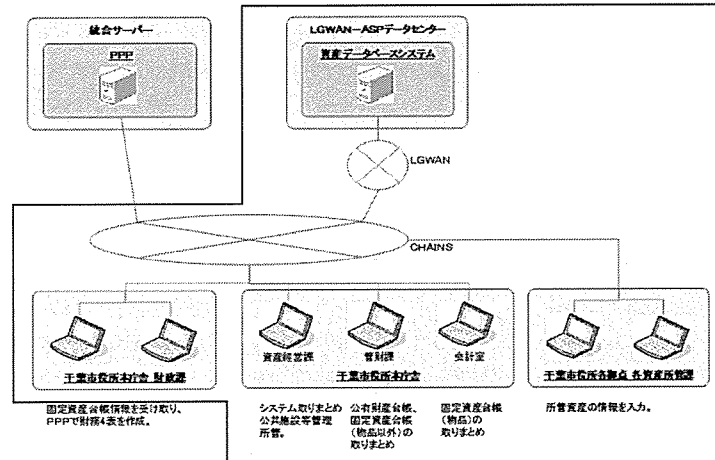 統合サーバー
PPP
LGWAN-ASPデータセンター
資産データベースシステム
LGWAN
CHAINS
千葉市役所本庁舎 財政課
固定資産台帳情報を受け取り、
PPPで財務4表を作成。
資産経営課
管財課
会計室
千葉市役所本庁舎
システム取りまとめ
公共施設等管理
所管。
公有財産台帳、
固定資産台帳
(物品以外)の
取りまとめ
固定資産台帳
(物品)の
取りまとめ
千葉市役所各拠点 各資産所管課
所管資産の情報を入力。